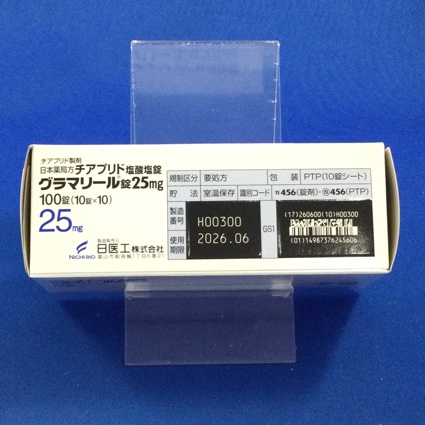 チアプリド製剤
日本薬局方 チアプリド塩酸塩錠
グラマリール錠25mg
100錠(10錠×10)
25mg
規制区分 要処方 包装 PTP(10錠シート)
貯法 室温保存 識別コード n456(錠剤)・456(PTP)
製造番号 H00300
使用期限 2026.06
GS1
(17)260600(10)H00300
(01)14987376245606
製造販売元
NICHI-IKO 日医工株式会社
富山市総曲輪1丁目6番21